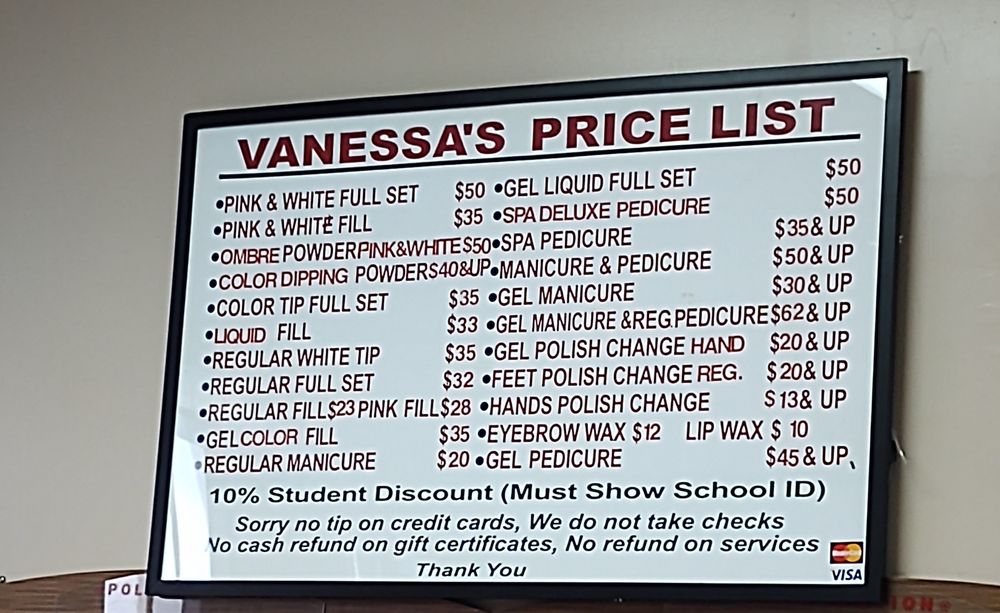 VANESSA'S PRICE LIST
•PINK & WHITE FULL SET $50 •GEL LIQUID FULL SET $50
•PINK & WHITE FILL $35 •SPA DELUXE PEDICURE $50
•OMBRE POWDER PINK&WHITE $50 •SPA PEDICURE $35& UP
•COLOR DIPPING POWDER $40&UP •MANICURE & PEDICURE $50& UP
•COLOR TIP FULL SET $35 •GEL MANICURE $30& UP
•LIQUID FILL $33 •GEL MANICURE &REG.PEDICURE $62& UP
•REGULAR WHITE TIP $35 •GEL POLISH CHANGE HAND $20& UP
•REGULAR FULL SET $32 •FEET POLISH CHANGE REG. $20& UP
•REGULAR FILL $23 PINK FILL $28 •HANDS POLISH CHANGE $13& UP
•GEL COLOR FILL $35 •EYEBROW WAX $12 LIP WAX $ 10
•REGULAR MANICURE $20 •GEL PEDICURE $45& UP
10% Student Discount (Must Show School ID)
Sorry no tip on credit cards, We do not take checks
No cash refund on gift certificates, No refund on services
Thank You
VISA
POL